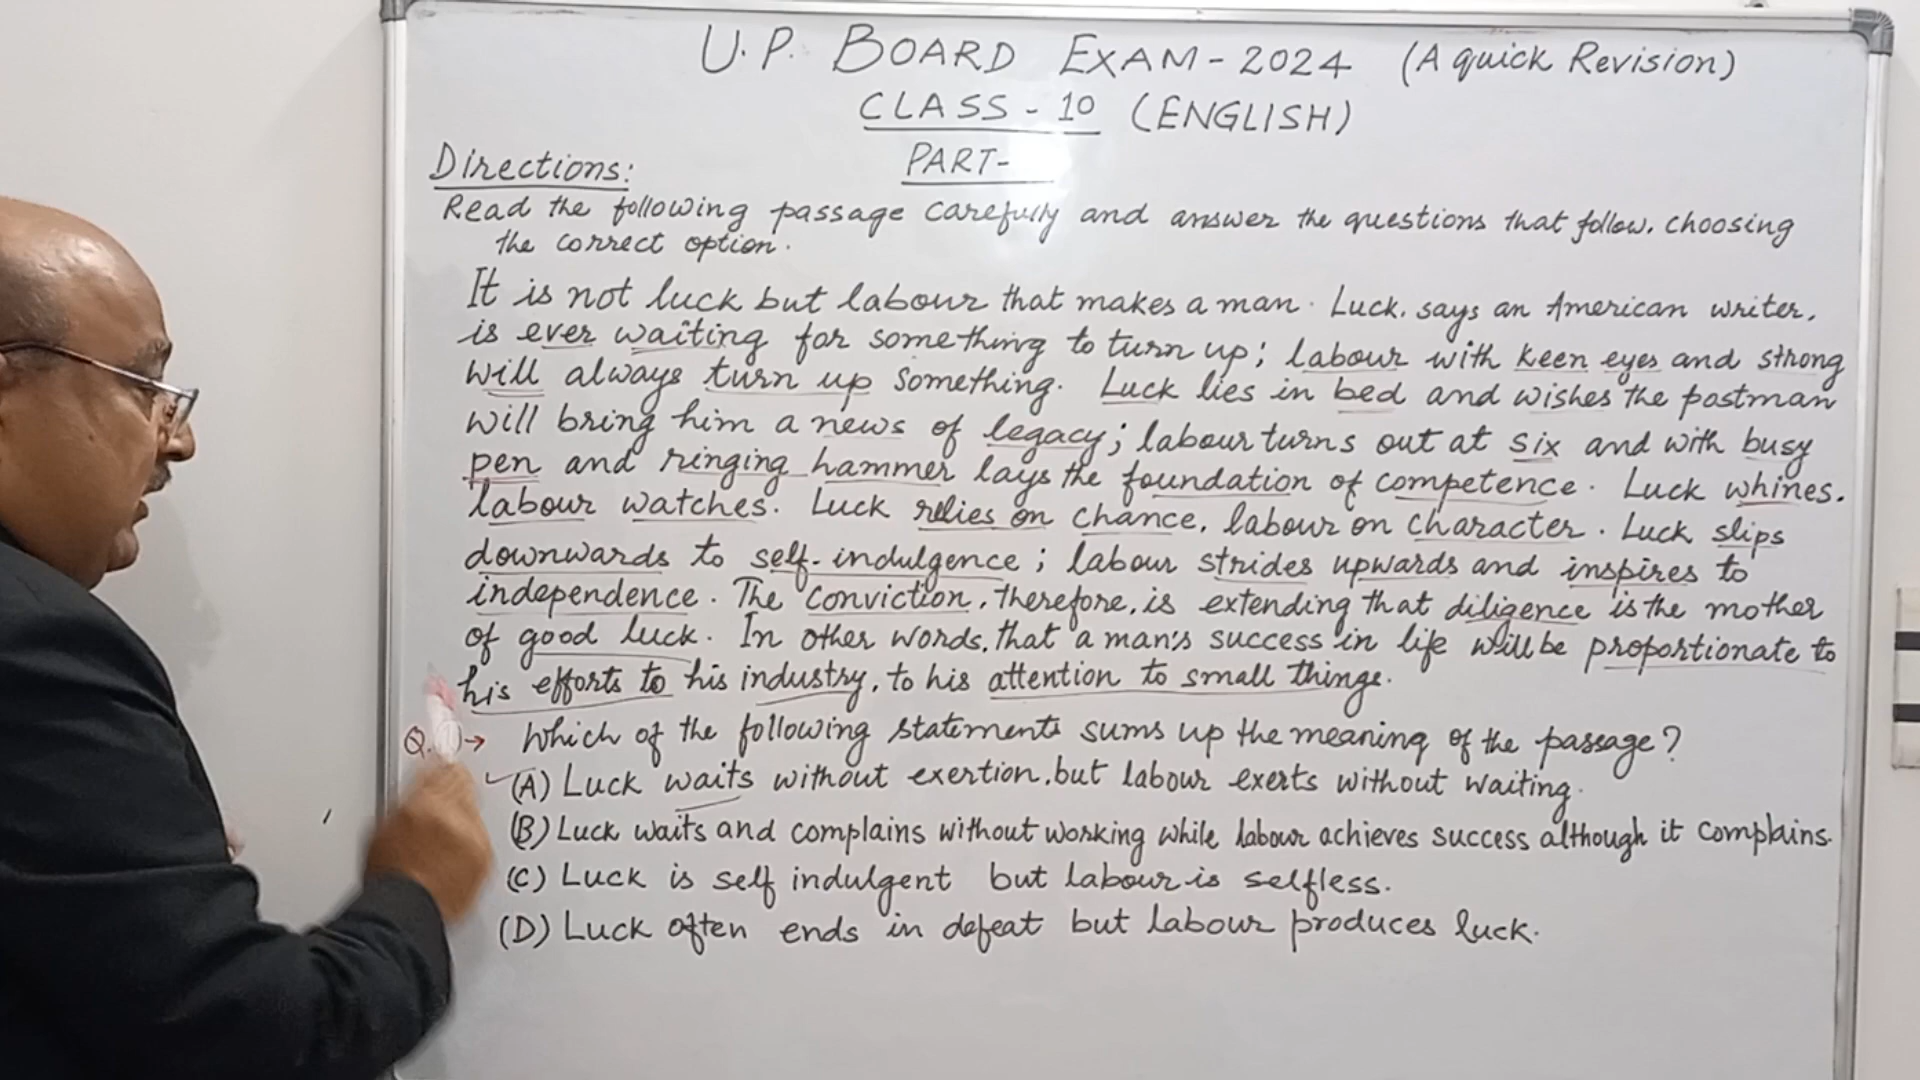 U.P. BOARD EXAM-2024 (A quick Revision)
CLASS-10 (ENGLISH)
PART-
Directions:
Read the following passage carefully and answer the questions that follow, choosing
the correct option.
It is not luck but labour that makes a man. Luck, says an American writer,
is ever waiting for something to turn up; labour with keen eyes and strong
will always turn up something. Luck lies in bed and wishes the postman
will bring him a news of legacy; labour turns out at six and with busy
pen and ringing hammer lays the foundation of competence. Luck whines,
labour watches. Luck relies on chance, labour on character. Luck slips
downwards to self-indulgence; labour strides upwards and inspires to
independence. The conviction, therefore, is extending that diligence is the mother
of good luck. In other words, that a man's success in life will be proportionate to
his efforts to his industry, to his attention to small things.
Q. → Which of the following statements sums up the meaning of the passage?
(A) Luck waits without exertion, but labour exerts without waiting.
(B) Luck waits and complains without working while labour achieves success although it complains.
(C) Luck is self indulgent but labour is selfless.
(D) Luck often ends in defeat but labour produces luck.